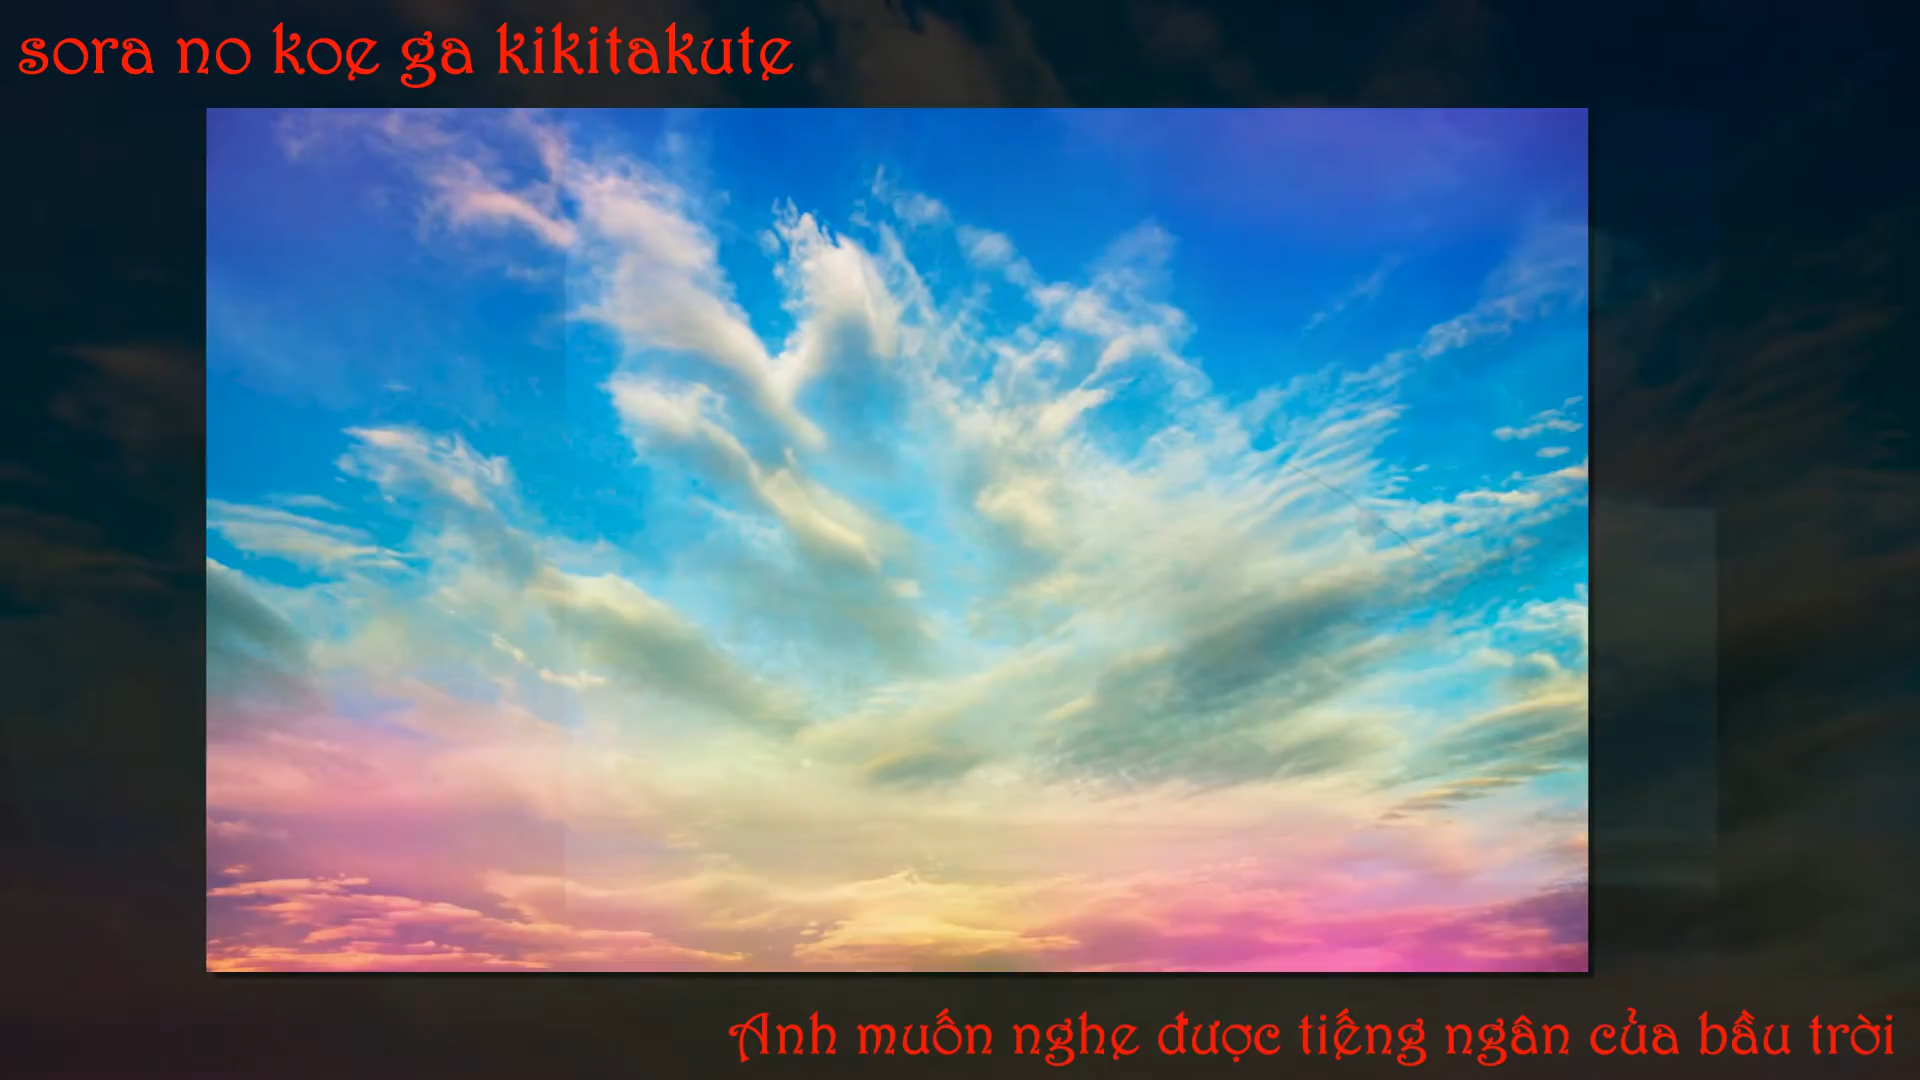 sora no koe ga kikitakute
Anh muốn nghe được tiếng ngân của bầu trời